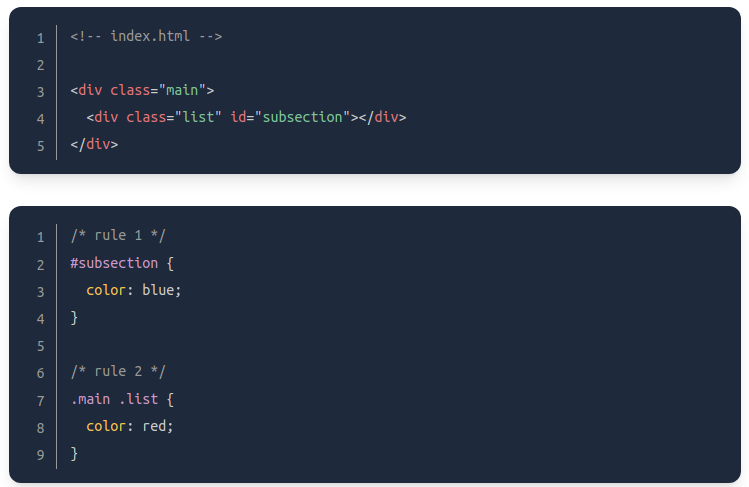 1 <!-- index.html -->
2
3 <div class="main">
4   <div class="list" id="subsection"></div>
5 </div>
1 /* rule 1 */
2 #subsection {
3   color: blue;
4 }
5
6 /* rule 2 */
7 .main .list {
8   color: red;
9 }